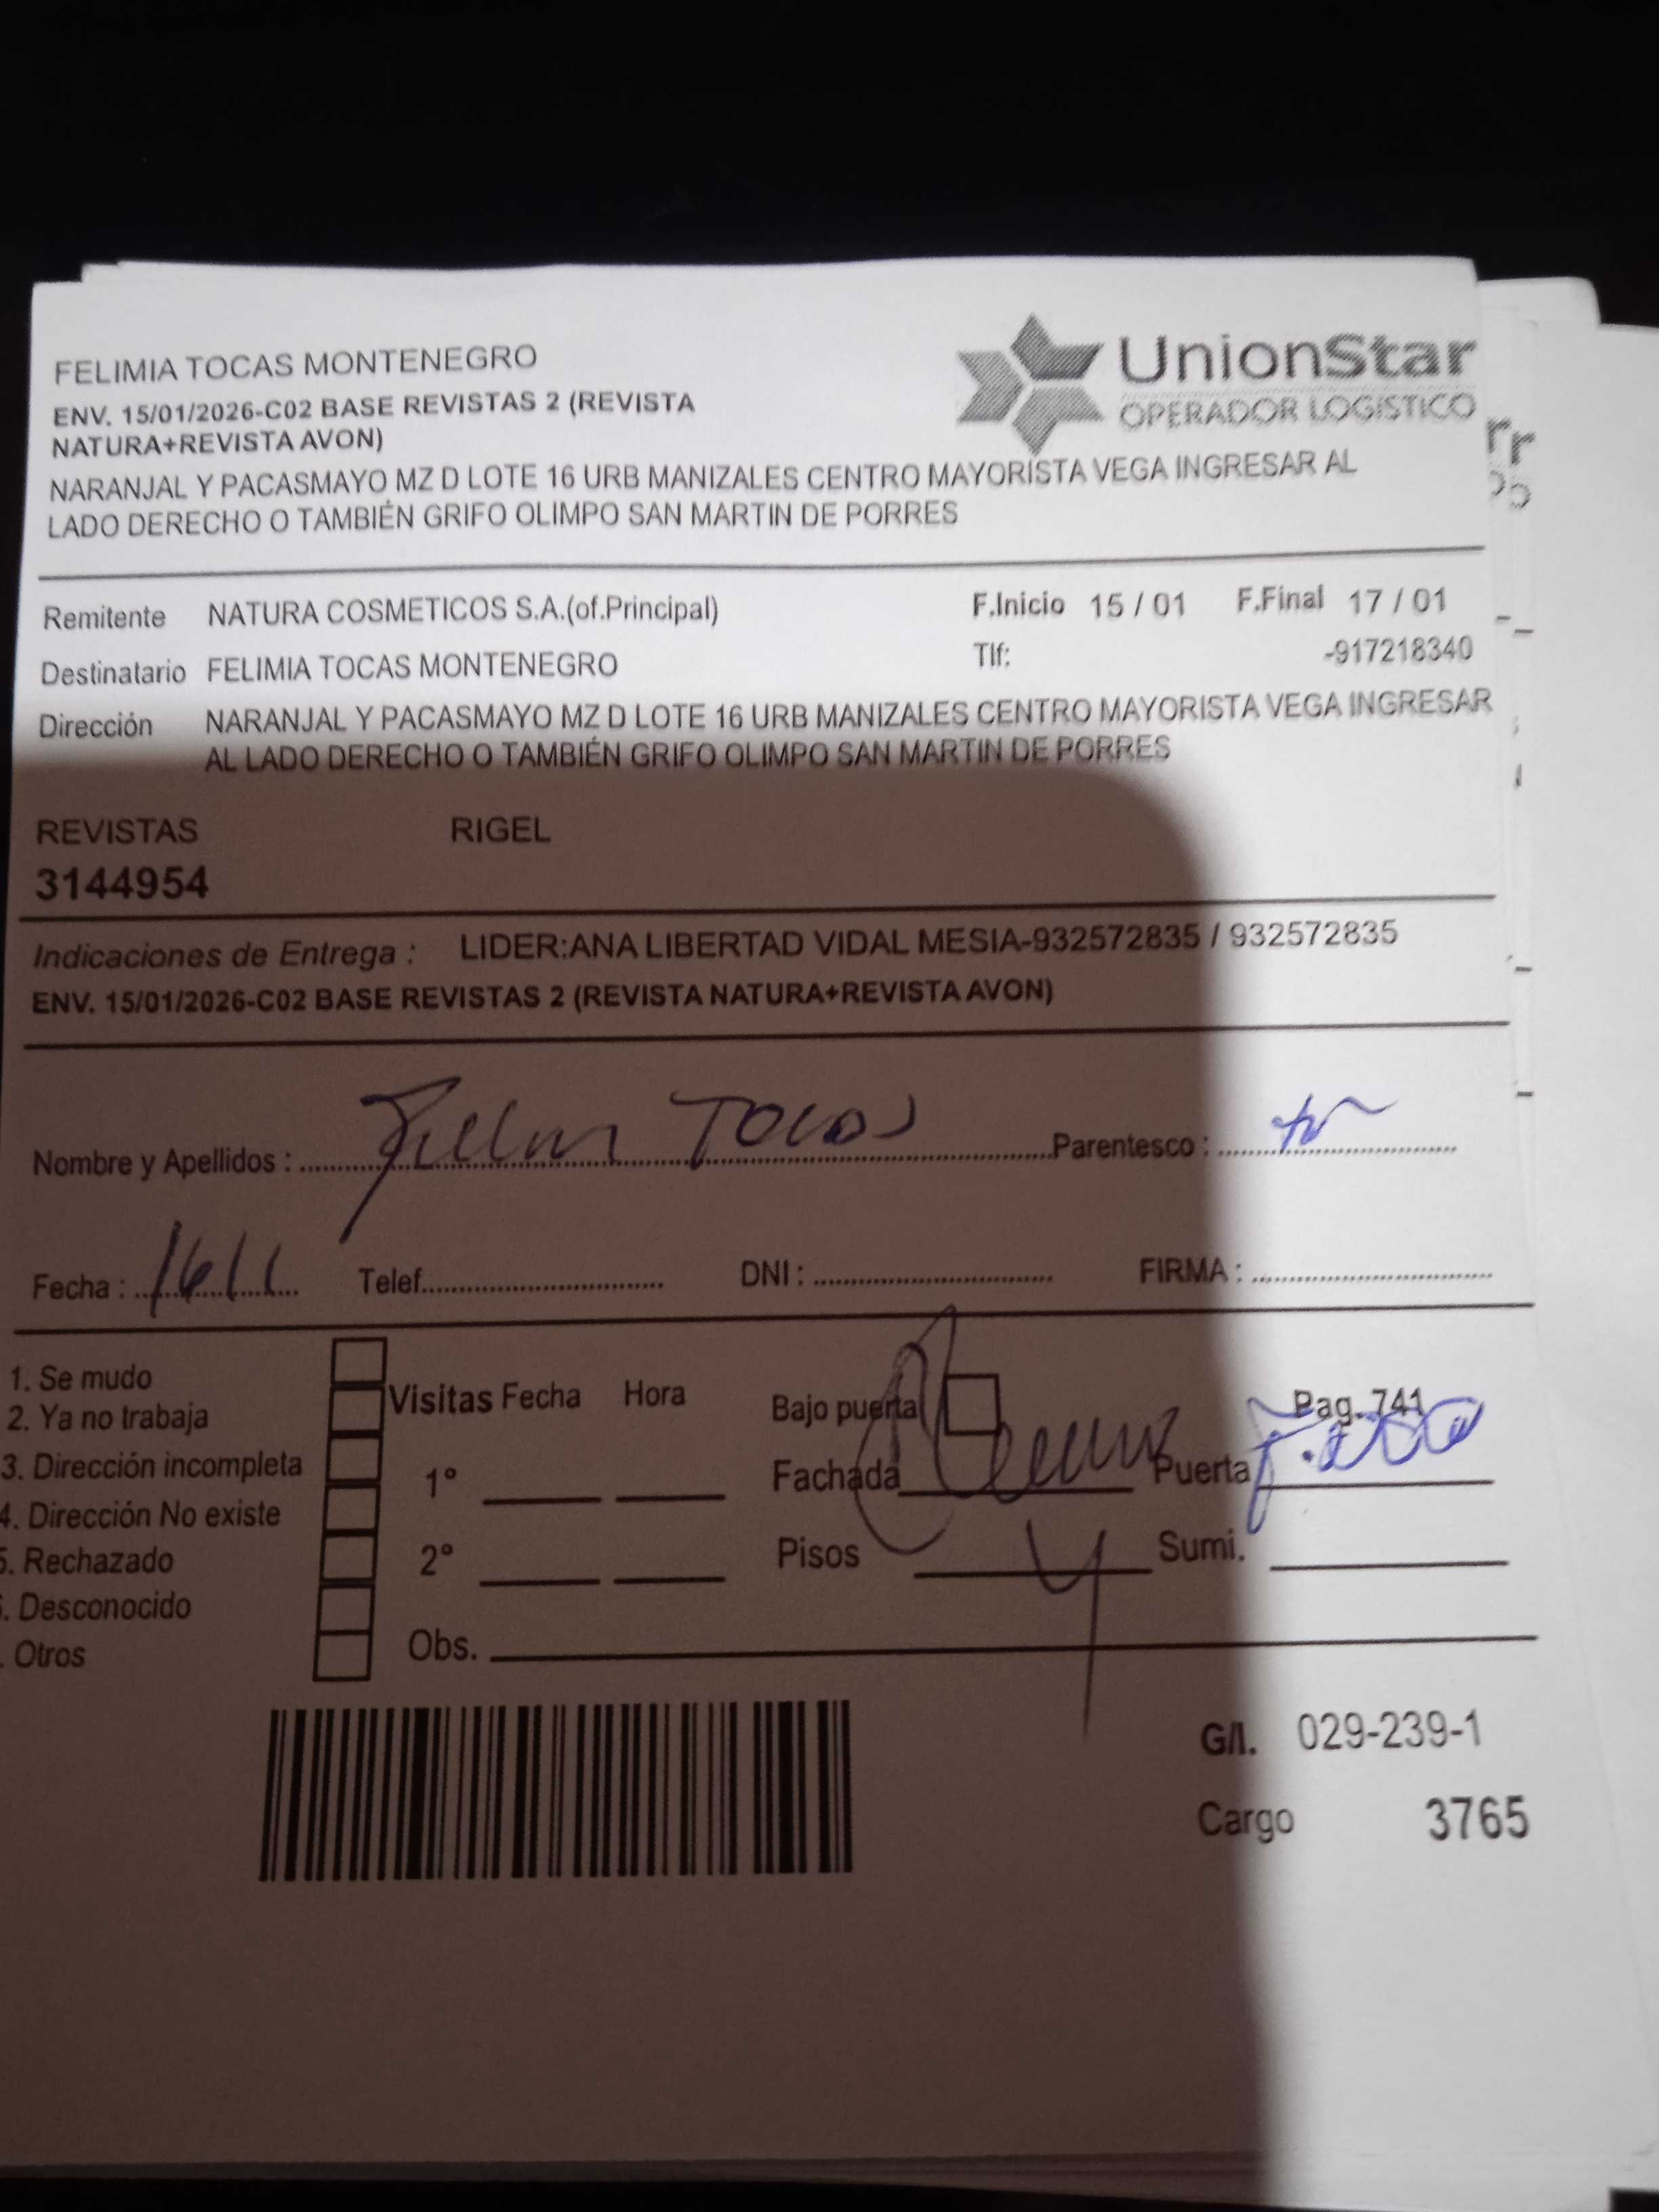 FELIMIA TOCAS MONTENEGRO
ENV. 15/01/2026-C02 BASE REVISTAS 2 (REVISTA
NATURA+REVISTA AVON)
UnionStar
OPERADOR LOGISTICO
NARANJAL Y PACASMAYO MZ D LOTE 16 URB MANIZALES CENTRO MAYORISTA VEGA INGRESAR AL
LADO DERECHO O TAMBIÉN GRIFO OLIMPO SAN MARTIN DE PORRES
Remitente NATURA COSMETICOS S.A.(of.Principal) F.Inicio 15 / 01 F.Final 17 / 01
Destinatario FELIMIA TOCAS MONTENEGRO Tlf: -917218340
Dirección NARANJAL Y PACASMAYO MZ D LOTE 16 URB MANIZALES CENTRO MAYORISTA VEGA INGRESAR
AL LADO DERECHO O TAMBIÉN GRIFO OLIMPO SAN MARTIN DE PORRES
REVISTAS RIGEL
3144954
Indicaciones de Entrega : LIDER:ANA LIBERTAD VIDAL MESIA-932572835 / 932572835
ENV. 15/01/2026-C02 BASE REVISTAS 2 (REVISTA NATURA+REVISTA AVON)
Nombre y Apellidos : Tocas Parentesco :
Fecha : 16/1 Telef. DNI : FIRMA :
1. Se mudo
2. Ya no trabaja
3. Dirección incompleta
4. Dirección No existe
5. Rechazado
. Desconocido
. Otros
Visitas Fecha Hora
1°
2°
Obs.
Bajo puerta Pag. 741
Fachada Puerta
Pisos 4 Sumi.
G/I. 029-239-1
Cargo 3765